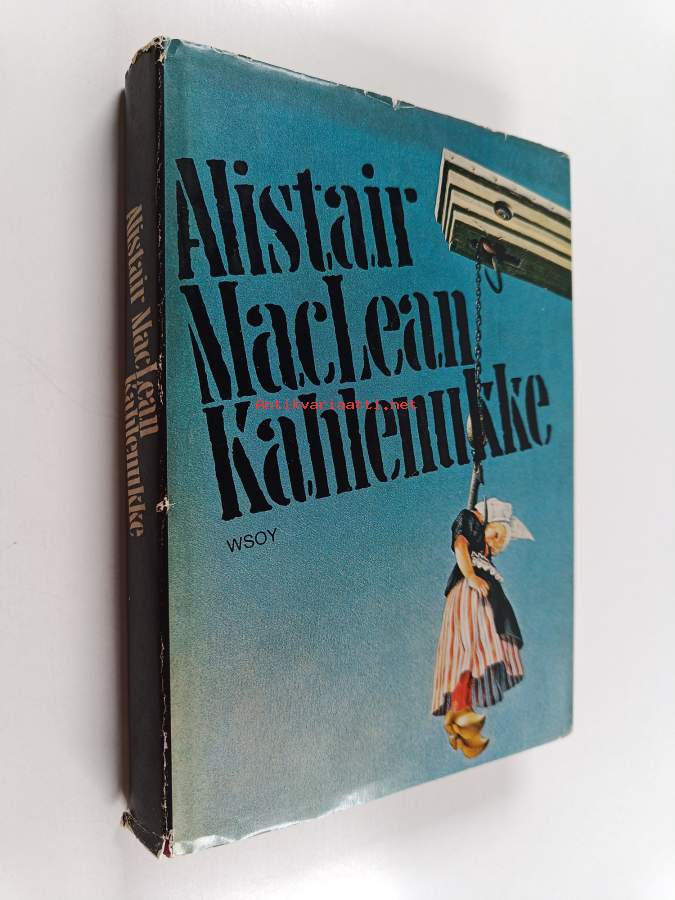 Alistair
MacLean
Kahlenukke
WSOY
Alistair MacLean
Kahlenukke
Antikvariaatti.net